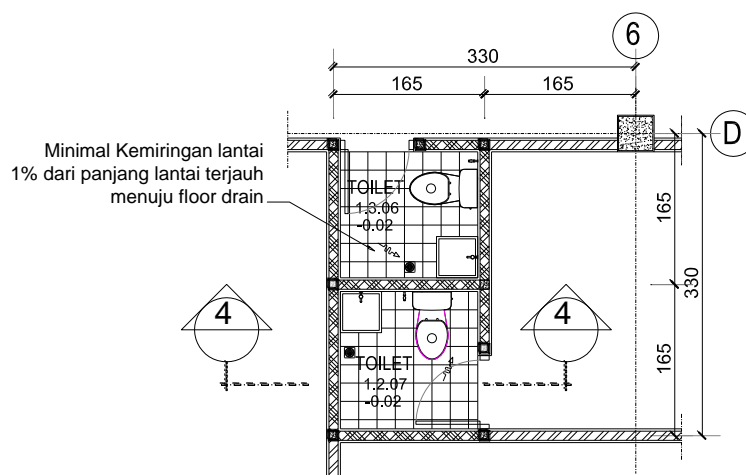 6
330
165
165
D
Minimal Kemiringan lantai
1% dari panjang lantai terjauh
menuju floor drain
TOILET
1.3.06
-0.02
165
330
165
4
4
TOILET
1.2.07
-0.02